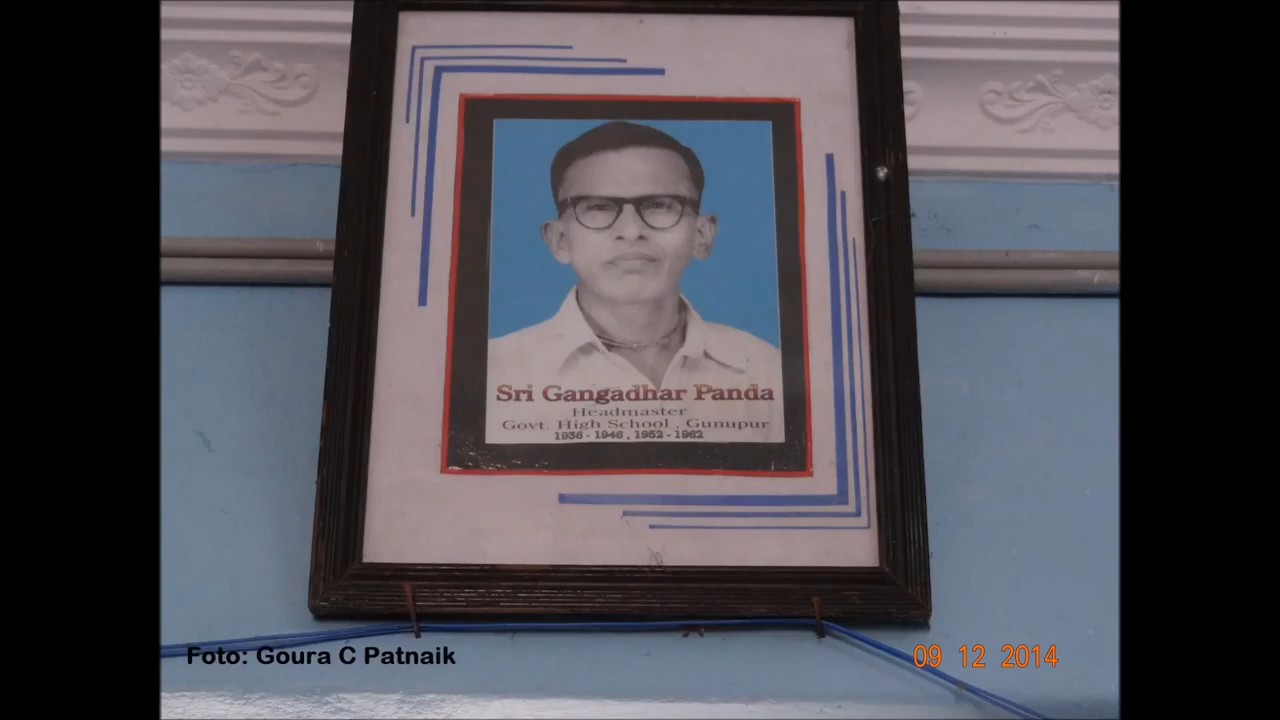 Sri Gangadhar Panda
Headmaster
Govt. High School , Gunupur
1938 - 1946 , 1952 - 1962
Foto: Goura C Patnaik
09 12 2014